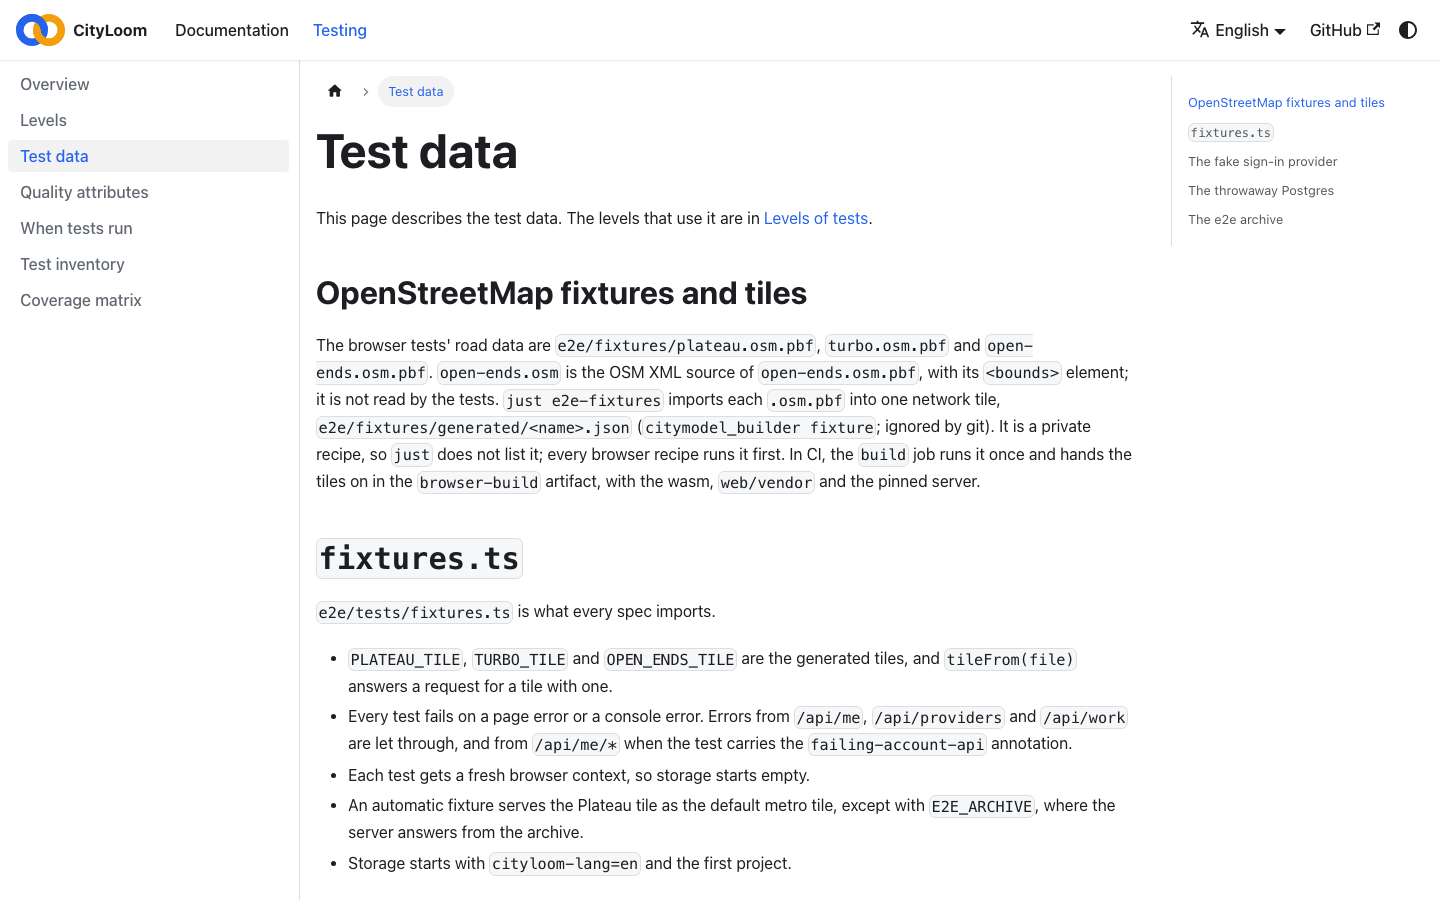 CityLoom
Documentation
Testing
English
GitHub
Overview
Levels
Test data
Quality attributes
When tests run
Test inventory
Coverage matrix
Test data
Test data
This page describes the test data. The levels that use it are in Levels of tests.
OpenStreetMap fixtures and tiles
The browser tests' road data are e2e/fixtures/plateau.osm.pbf, turbo.osm.pbf and open-
ends.osm.pbf. open-ends.osm is the OSM XML source of open-ends.osm.pbf, with its <bounds> element;
it is not read by the tests. just e2e-fixtures imports each .osm.pbf into one network tile,
e2e/fixtures/generated/<name>.json (citymodel_builder fixture; ignored by git). It is a private
recipe, so just does not list it; every browser recipe runs it first. In CI, the build job runs it once and hands the
tiles on in the browser-build artifact, with the wasm, web/vendor and the pinned server.
fixtures.ts
e2e/tests/fixtures.ts is what every spec imports.
• PLATEAU_TILE, TURBO_TILE and OPEN_ENDS_TILE are the generated tiles, and tileFrom(file)
answers a request for a tile with one.
• Every test fails on a page error or a console error. Errors from /api/me, /api/providers and /api/work
are let through, and from /api/me/* when the test carries the failing-account-api annotation.
• Each test gets a fresh browser context, so storage starts empty.
• An automatic fixture serves the Plateau tile as the default metro tile, except with E2E_ARCHIVE, where the
server answers from the archive.
• Storage starts with cityloom-lang=en and the first project.
OpenStreetMap fixtures and tiles
fixtures.ts
The fake sign-in provider
The throwaway Postgres
The e2e archive